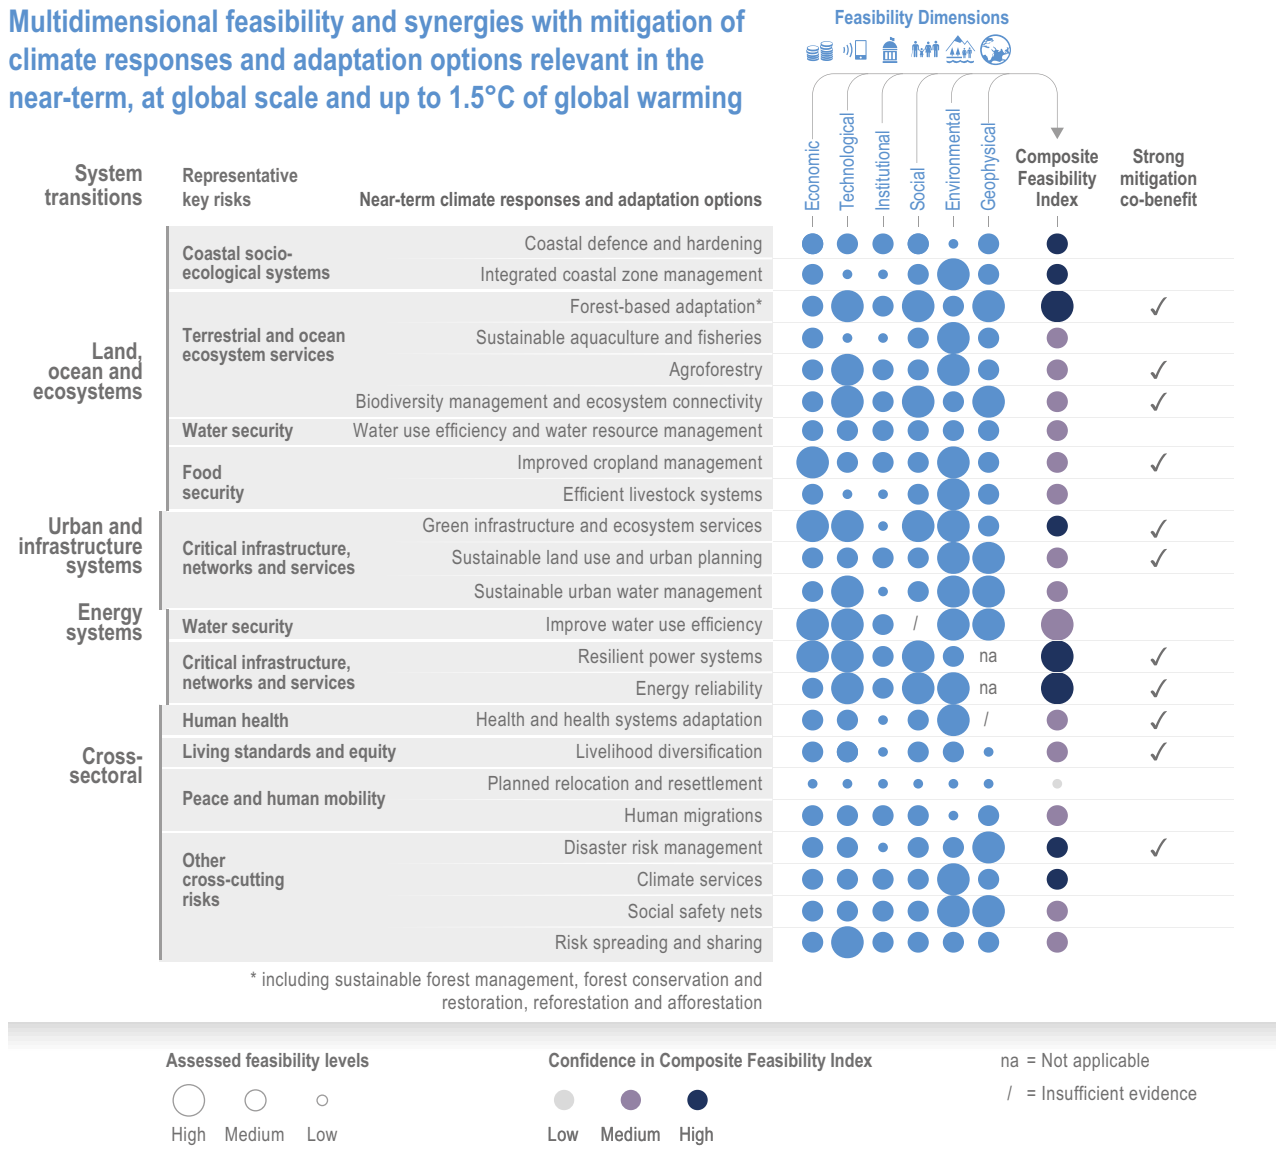 Multidimensional feasibility and synergies with mitigation of
climate responses and adaptation options relevant in the
near-term, at global scale and up to 1.5°C of global warming
Feasibility Dimensions
Economic
Technological
Institutional
Social
Environmental
Geophysical
System
transitions
Representative
key risks
Near-term climate responses and adaptation options
Composite
Feasibility
Index
Strong
mitigation
co-benefit
Land,
ocean and
ecosystems
Coastal socio-
ecological systems
Coastal defence and hardening
Integrated coastal zone management
Terrestrial and ocean
ecosystem services
Forest-based adaptation*
✓
Sustainable aquaculture and fisheries
Agroforestry
✓
Biodiversity management and ecosystem connectivity
✓
Water security
Water use efficiency and water resource management
Food
security
Improved cropland management
✓
Efficient livestock systems
Urban and
infrastructure
systems
Critical infrastructure,
networks and services
Green infrastructure and ecosystem services
✓
Sustainable land use and urban planning
✓
Sustainable urban water management
Energy
systems
Water security
Improve water use efficiency
/
Critical infrastructure,
networks and services
Resilient power systems
na
✓
Energy reliability
na
✓
Cross-
sectoral
Human health
Health and health systems adaptation
/
✓
Living standards and equity
Livelihood diversification
✓
Peace and human mobility
Planned relocation and resettlement
Human migrations
Other
cross-cutting
risks
Disaster risk management
✓
Climate services
Social safety nets
Risk spreading and sharing
* including sustainable forest management, forest conservation and
restoration, reforestation and afforestation
Assessed feasibility levels
High
Medium
Low
Confidence in Composite Feasibility Index
Low
Medium
High
na = Not applicable
/ = Insufficient evidence